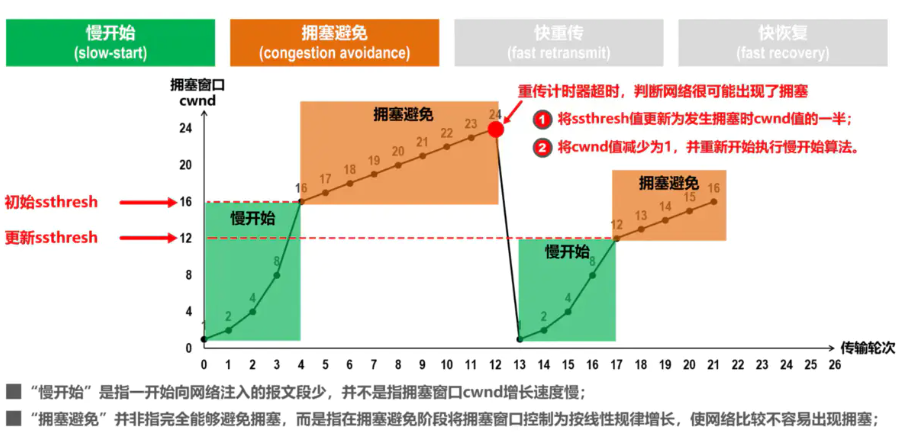 慢开始
(slow-start)
拥塞避免
(congestion avoidance)
快重传
(fast retransmit)
快恢复
(fast recovery)
拥塞窗口
cwnd
重传计时器超时，判断网络很可能出现了拥塞
1 将ssthresh值更新为发生拥塞时cwnd值的一半；
2 将cwnd值减少为1，并重新开始执行慢开始算法。
24
20
16
12
8
4
0
初始ssthresh
更新ssthresh
慢开始
拥塞避免
慢开始
拥塞避免
1 2 4 8 16 17 18 19 20 21 22 23 24
1 2 4 8 12 13 14 15 16
0 1 2 3 4 5 6 7 8 9 10 11 12 13 14 15 16 17 18 19 20 21 22 23 24 25 26
传输轮次
“慢开始”是指一开始向网络注入的报文段少，并不是指拥塞窗口cwnd增长速度慢；
“拥塞避免”并非指完全能够避免拥塞，而是指在拥塞避免阶段将拥塞窗口控制为按线性规律增长，使网络比较不容易出现拥塞；